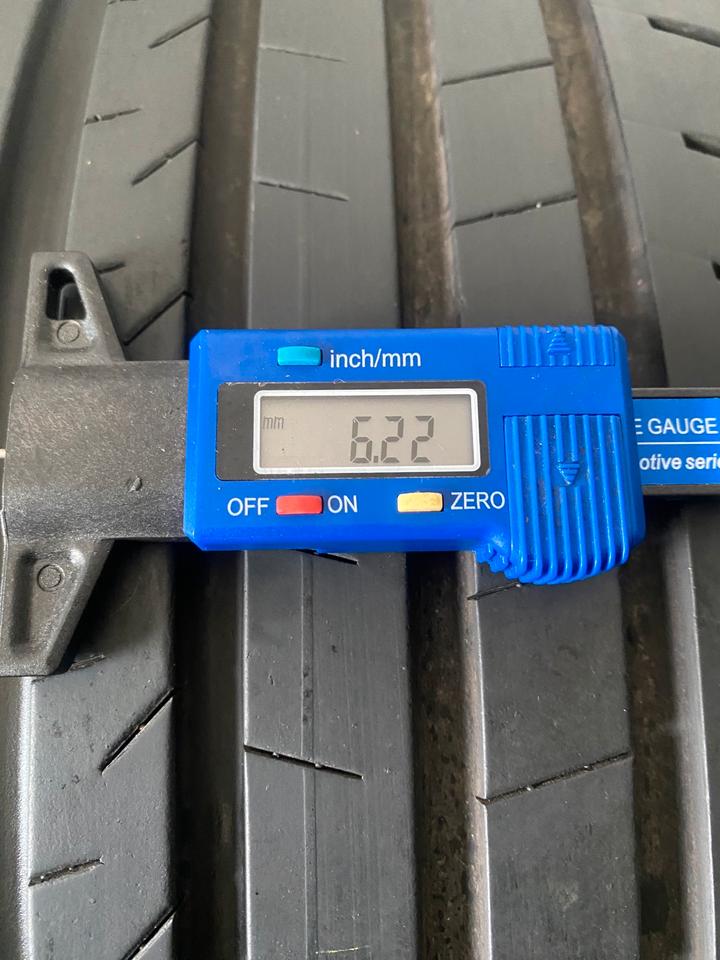 inch/mm
mm 6.22
OFF ON ZERO
E GAUGE
otive serie